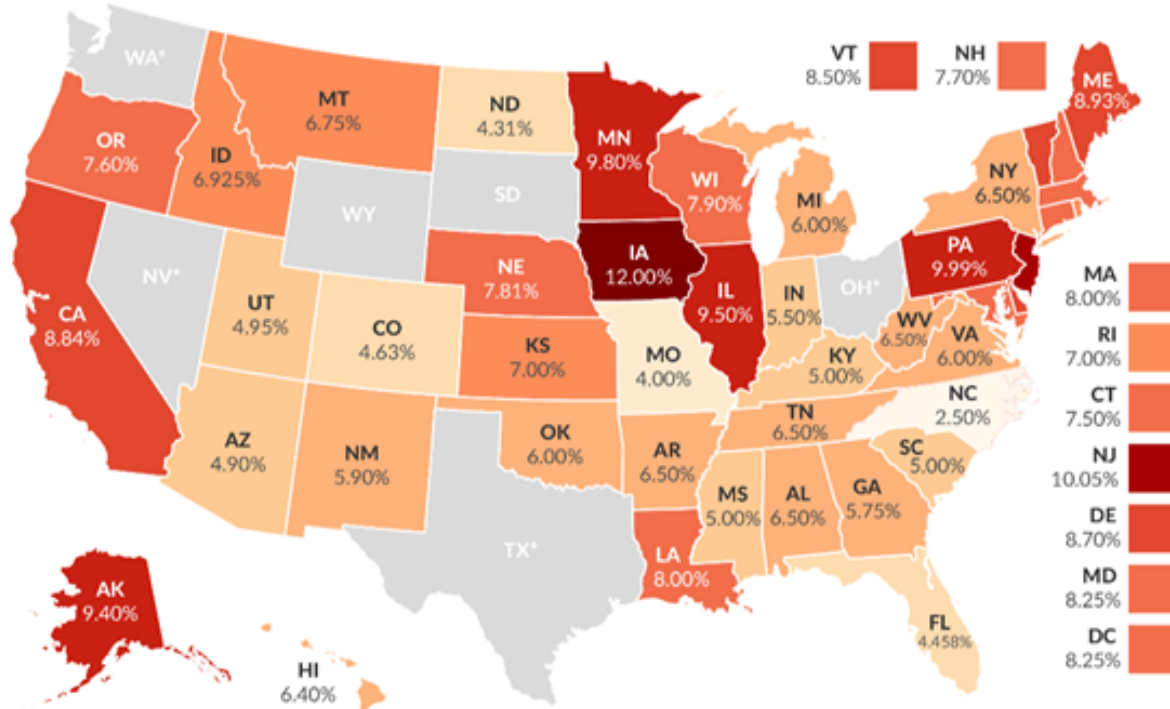 WA*
OR
7.60%
CA
8.84%
NV*
ID
6.925%
MT
6.75%
WY
UT
4.95%
CO
4.63%
AZ
4.90%
NM
5.90%
ND
4.31%
SD
NE
7.81%
KS
7.00%
OK
6.00%
TX*
MN
9.80%
IA
12.00%
MO
4.00%
AR
6.50%
LA
8.00%
WI
7.90%
IL
9.50%
MI
6.00%
IN
5.50%
OH*
KY
5.00%
TN
6.50%
MS
5.00%
AL
6.50%
GA
5.75%
FL
4.458%
SC
5.00%
NC
2.50%
VA
6.00%
WV
6.50%
PA
9.99%
NY
6.50%
ME
8.93%
VT
8.50%
NH
7.70%
MA
8.00%
RI
7.00%
CT
7.50%
NJ
10.05%
DE
8.70%
MD
8.25%
DC
8.25%
AK
9.40%
HI
6.40%